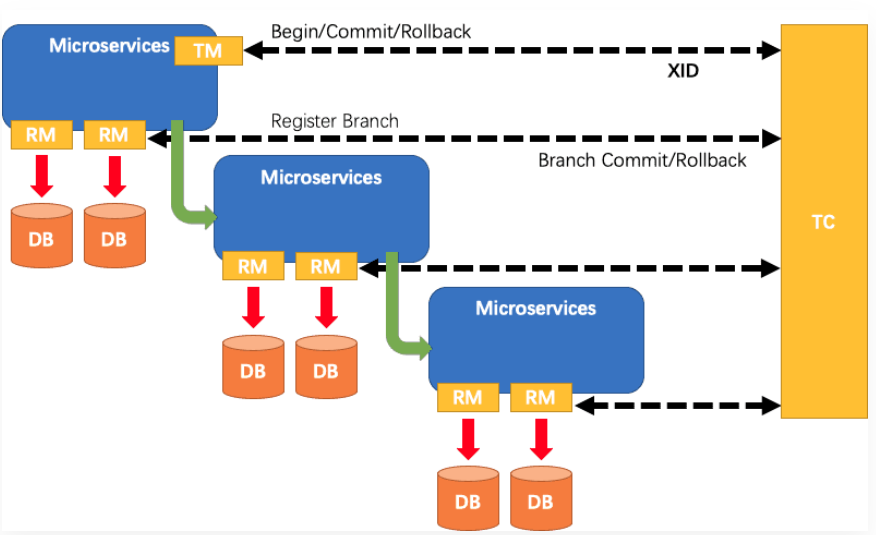 Begin/Commit/Rollback
Microservices
TM
XID
RM
RM
Register Branch
Branch Commit/Rollback
Microservices
TC
DB
DB
RM
RM
Microservices
DB
DB
RM
RM
DB
DB